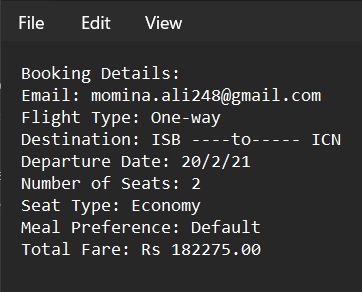 File Edit View
Booking Details:
Email: momina.ali248@gmail.com
Flight Type: One-way
Destination: ISB ----to----- ICN
Departure Date: 20/2/21
Number of Seats: 2
Seat Type: Economy
Meal Preference: Default
Total Fare: Rs 182275.00